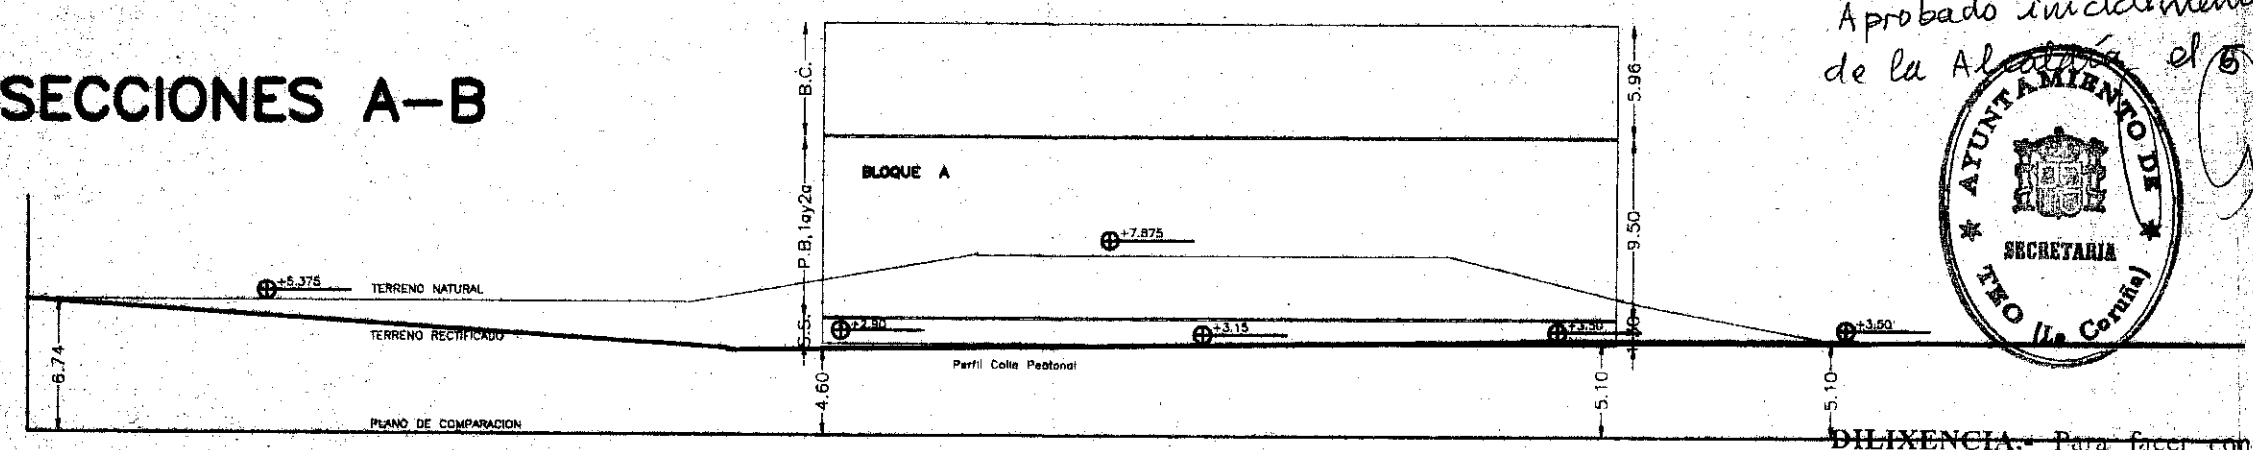 Aprobado
de la Alcaldía el 5
SECCIONES A-B
B.C.
5.96
BLOQUE A
P.B,1ay2a
9.50
+7.875
+5.375
TERRENO NATURAL
TERRENO RECTIFICADO
S.S.
+2.90
+3.15
+3.50
+3.50
Perfil Calle Peatonal
6.74
4.60
5.10
5.10
PLANO DE COMPARACION
AYUNTAMIENTO DE
SECRETARIA
TEO (La Coruña)
DILIXENCIA.- Para facer con